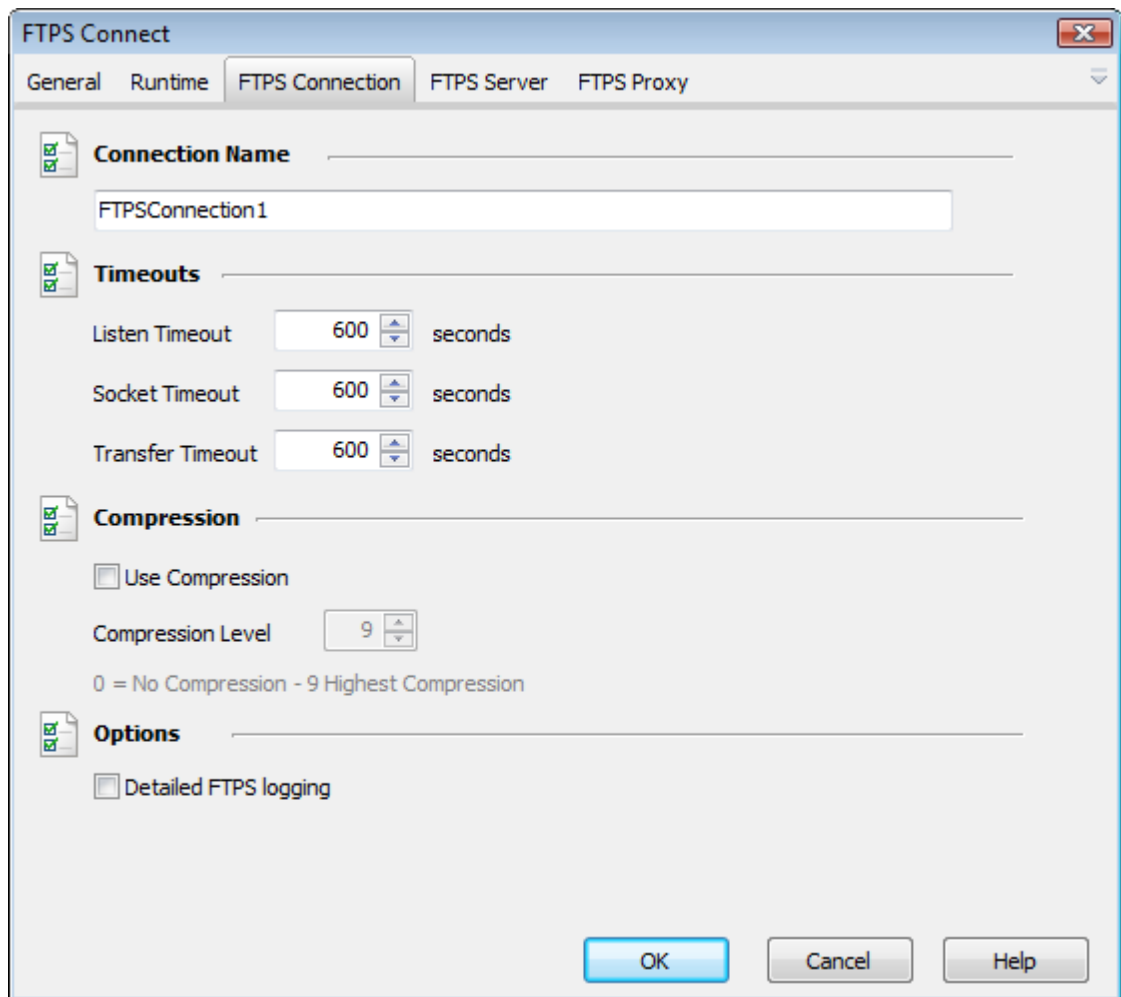 FTPS Connect
General Runtime FTPS Connection FTPS Server FTPS Proxy
Connection Name
FTPSConnection1
Timeouts
Listen Timeout 600 seconds
Socket Timeout 600 seconds
Transfer Timeout 600 seconds
Compression
Use Compression
Compression Level 9
0 = No Compression - 9 Highest Compression
Options
Detailed FTPS logging
OK Cancel Help